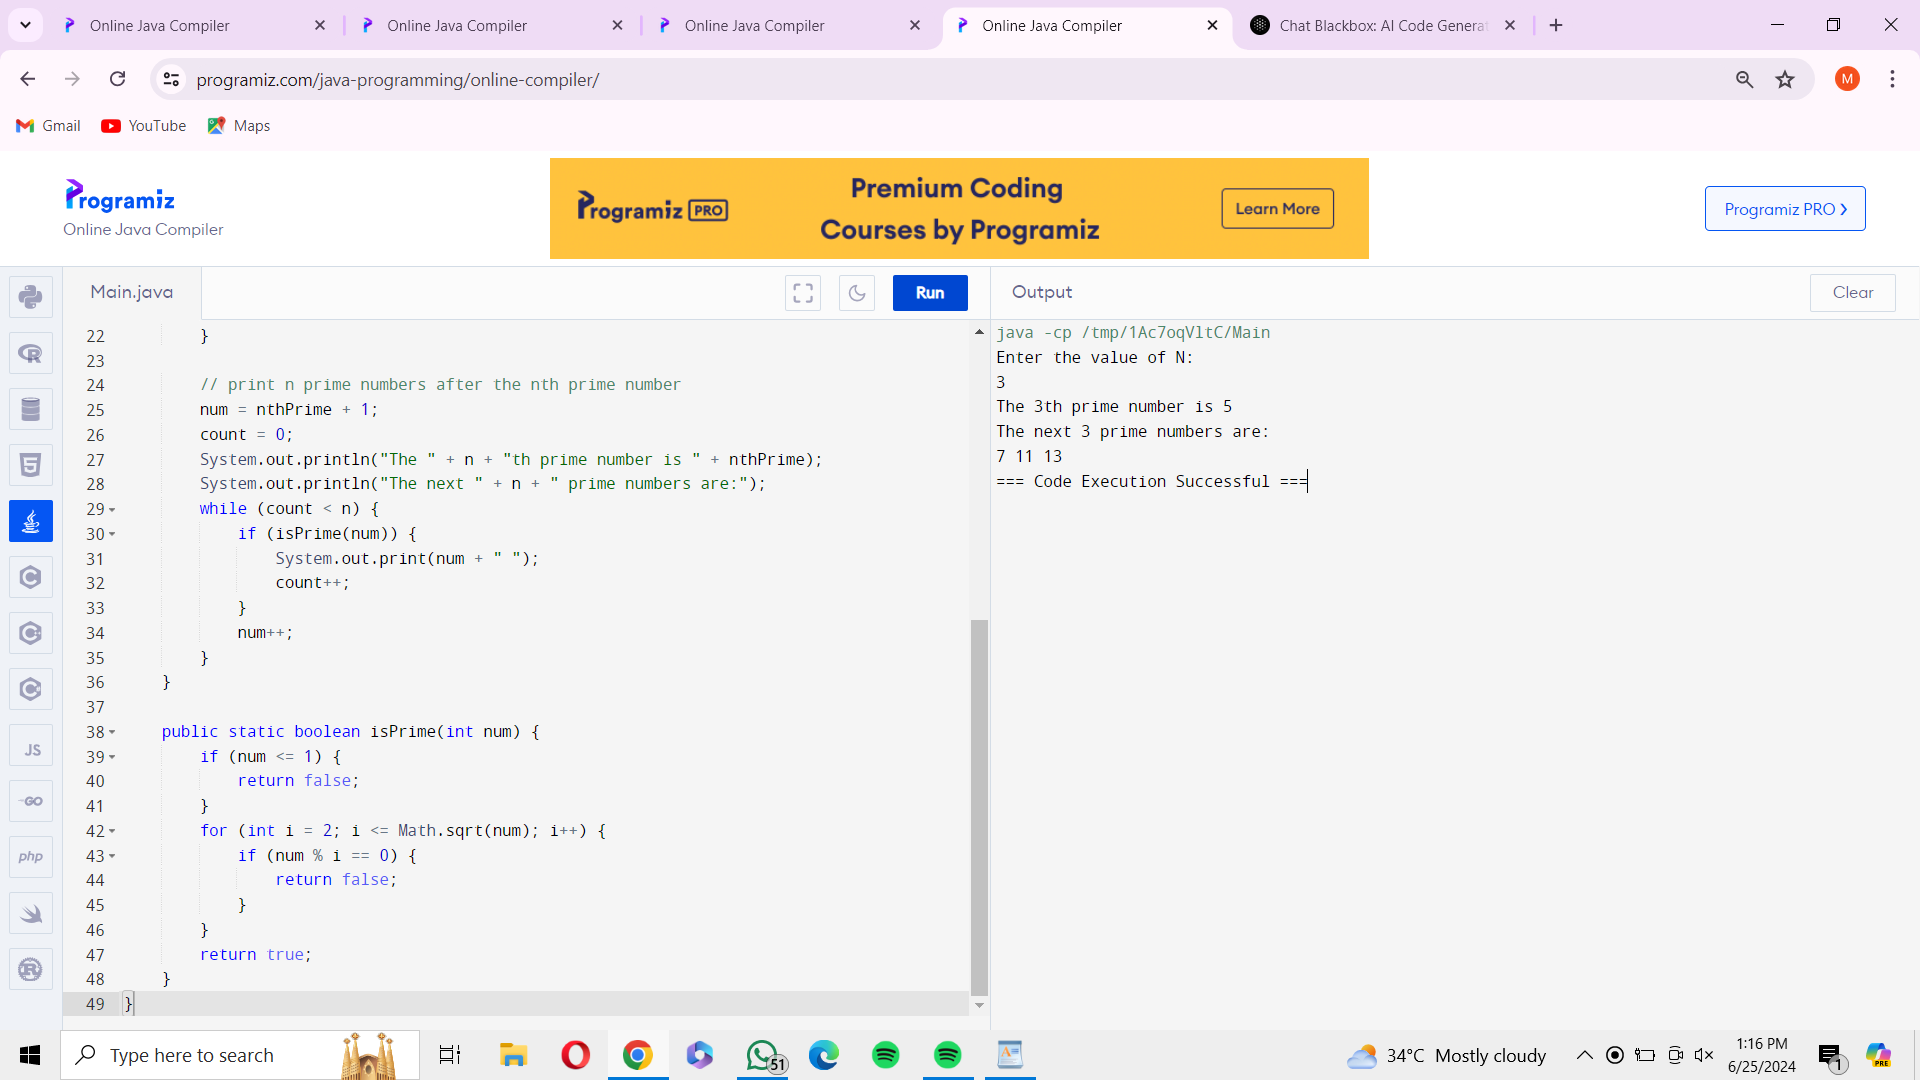 Online Java Compiler
Online Java Compiler
Online Java Compiler
Online Java Compiler
Chat Blackbox: AI Code Genera
programiz.com/java-programming/online-compiler/
M
Gmail
YouTube
Maps
Programiz
Online Java Compiler
Programiz PRO
Premium Coding
Courses by Programiz
Learn More
Programiz PRO
Main.java
Run
Output
Clear
22 }
23
24 // print n prime numbers after the nth prime number
25 num = nthPrime + 1;
26 count = 0;
27 System.out.println("The " + n + "th prime number is " + nthPrime);
28 System.out.println("The next " + n + " prime numbers are:");
29 while (count < n) {
30 if (isPrime(num)) {
31 System.out.print(num + " ");
32 count++;
33 }
34 num++;
35 }
36 }
37
38 public static boolean isPrime(int num) {
39 if (num <= 1) {
40 return false;
41 }
42 for (int i = 2; i <= Math.sqrt(num); i++) {
43 if (num % i == 0) {
44 return false;
45 }
46 }
47 return true;
48 }
49 }
java -cp /tmp/1Ac7oqVltC/Main
Enter the value of N:
3
The 3th prime number is 5
The next 3 prime numbers are:
7 11 13
=== Code Execution Successful ===
R
5
C
C
C
JS
GO
php
R
Type here to search
51
34°C Mostly cloudy
1:16 PM
6/25/2024
1
PRE